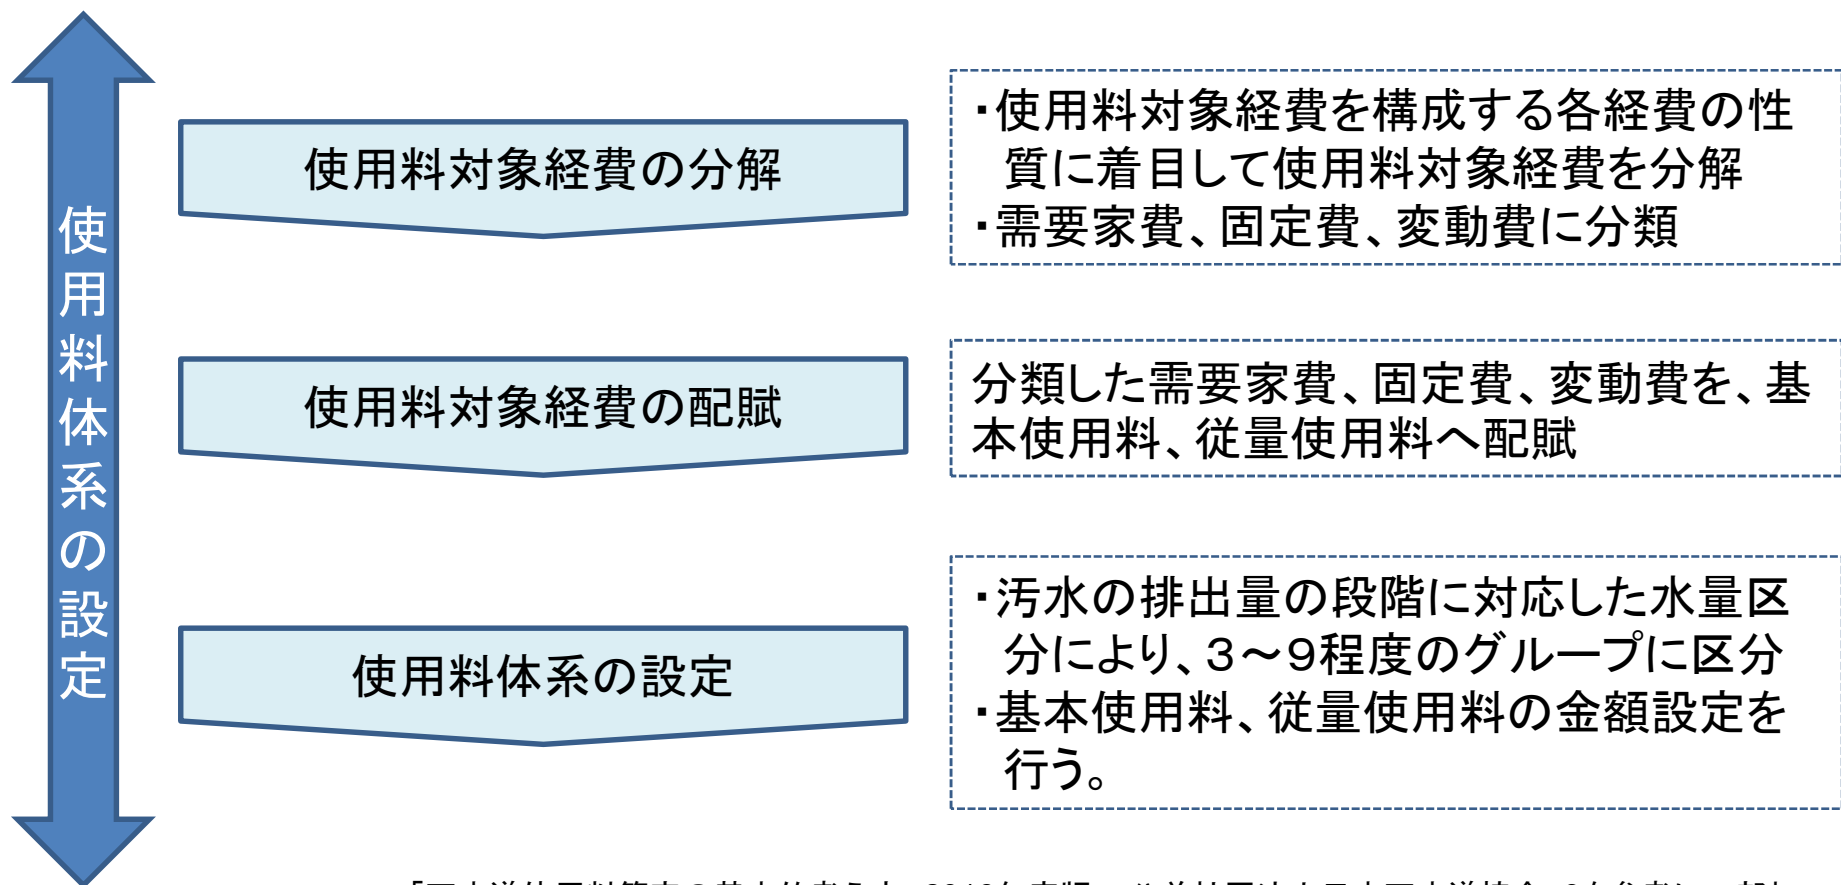 使用料体系の設定
使用料対象経費の分解
・使用料対象経費を構成する各経費の性
質に着目して使用料対象経費を分解
・需要家費、固定費、変動費に分類
使用料対象経費の配賦
分類した需要家費、固定費、変動費を、基
本使用料、従量使用料へ配賦
使用料体系の設定
・汚水の排出量の段階に対応した水量区
分により、3～9程度のグループに区分
・基本使用料、従量使用料の金額設定を
行う。